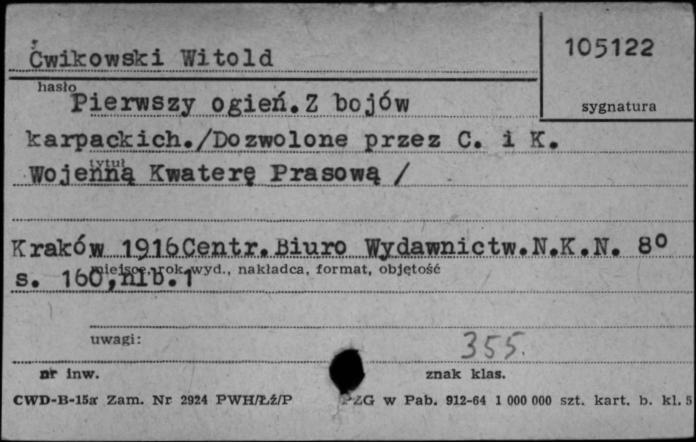 Ćwikowski Witold
105122
hasło
sygnatura
Pierwszy ogień.Z bojów
karpackich./Dozwolone przez C. i K.
tytuł
Wojenną Kwaterę Prasową /
Kraków 1916Centr.Biuro Wydawnictw.N.K.N. 8°
miejsce, rok wyd., nakładca, format, objętość
s. 160,nlb.1
uwagi:
355.
nr inw.
znak klas.
CWD-B-15a Zam. Nr 2924 PWH/Łź/P
PZG w Pab. 912-64 1 000 000 szt. kart. b. kl. 5